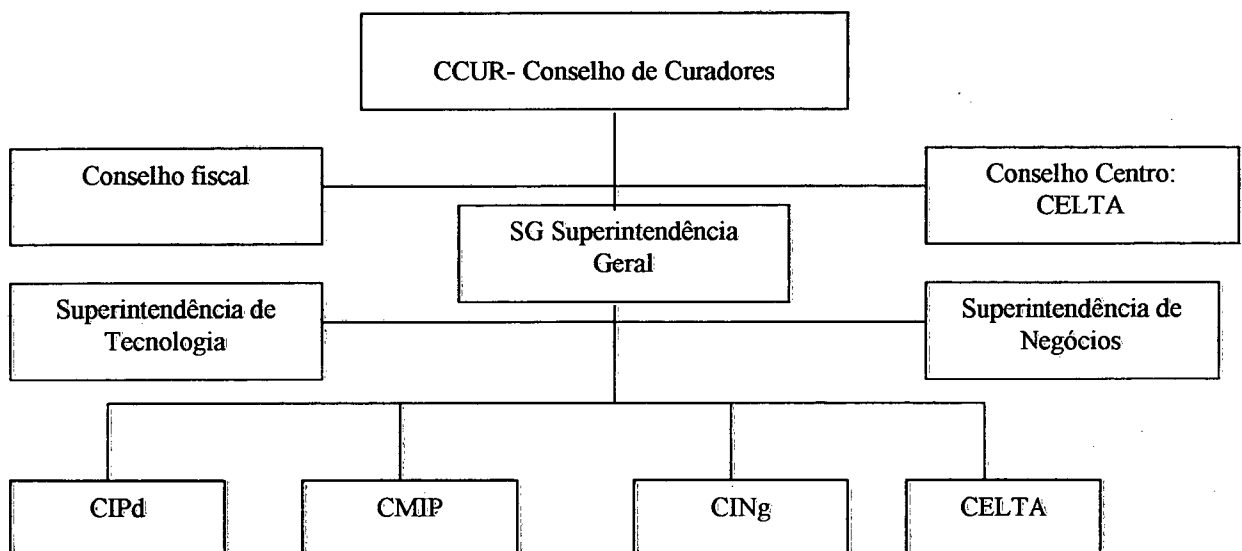 CCUR- Conselho de Curadores
Conselho fiscal
Conselho Centro:
CELTA
SG Superintendência
Geral
Superintendência de
Tecnologia
Superintendência de
Negócios
CIPd
CMIP
CINg
CELTA